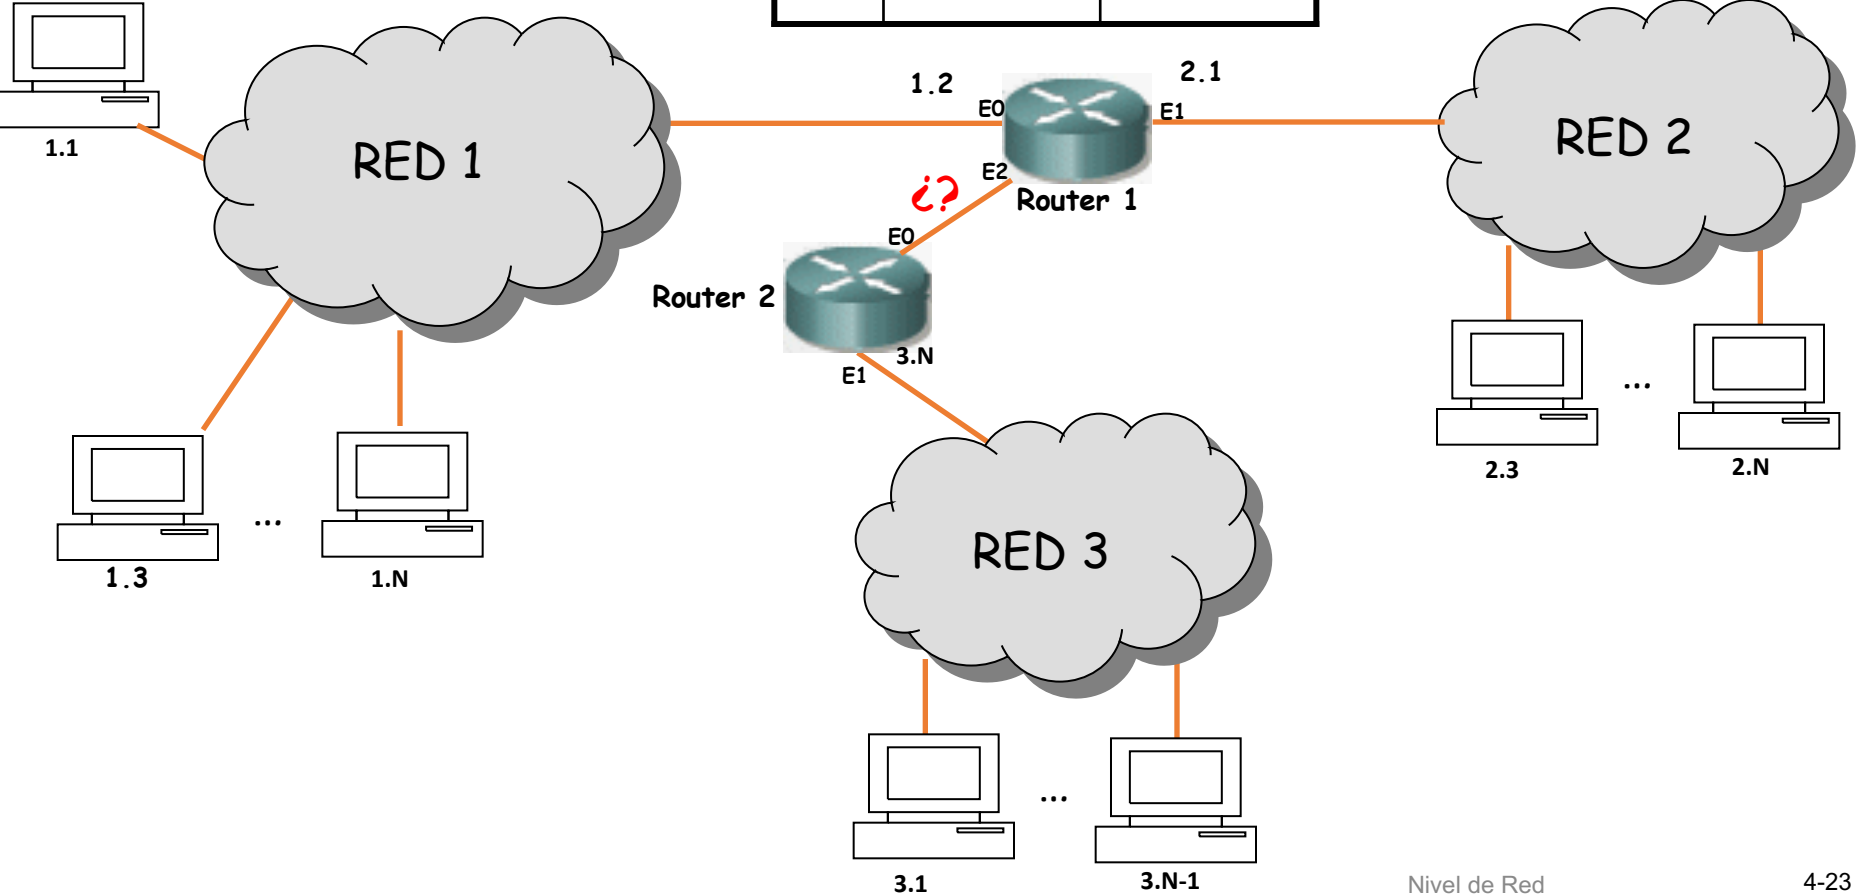 1.1
RED 1
1.2
E0
2.1
E1
E2
Router 1
RED 2
¿?
E0
Router 2
3.N
E1
1.3
...
1.N
2.3
...
2.N
RED 3
3.1
...
3.N-1
Nivel de Red
4-23